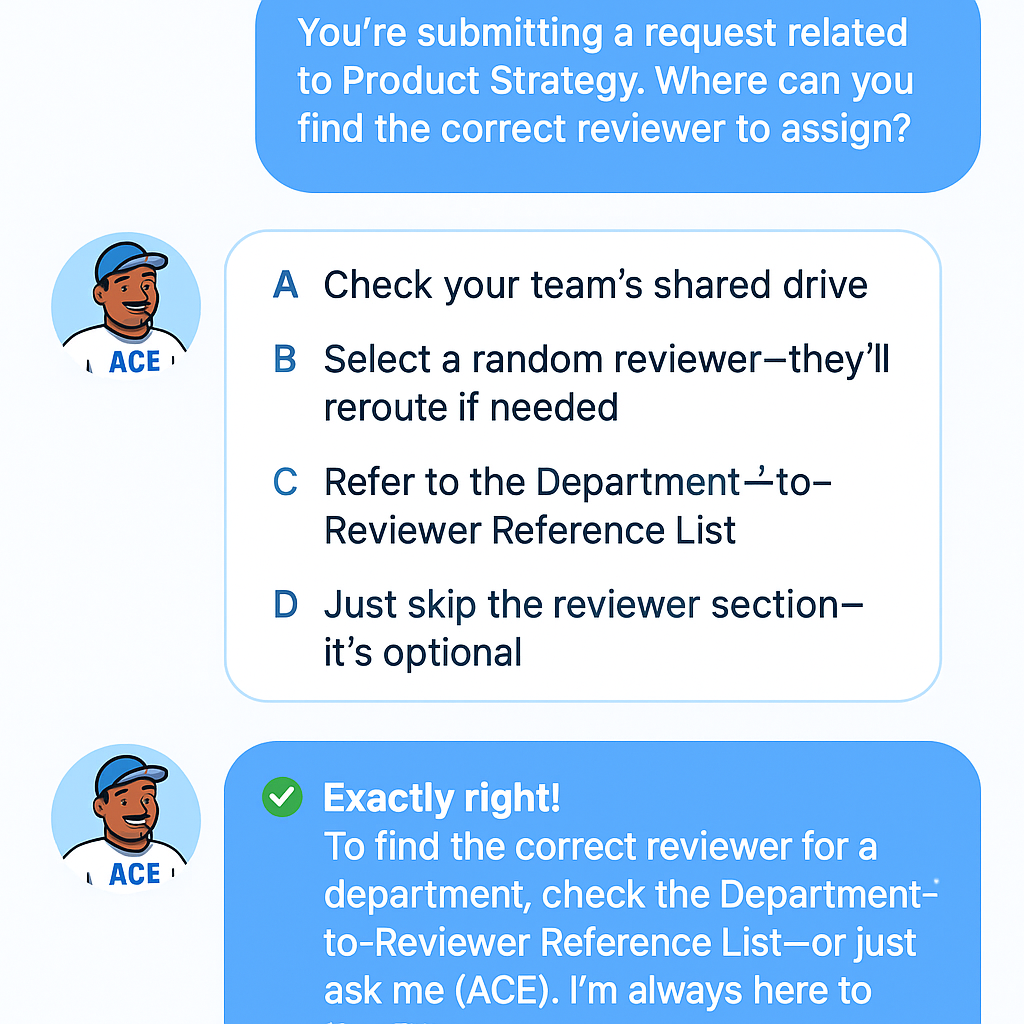 You’re submitting a request related
to Product Strategy. Where can you
find the correct reviewer to assign?
ACE
A Check your team’s shared drive
B Select a random reviewer—they’ll
reroute if needed
C Refer to the Department—’to–
Reviewer Reference List
D Just skip the reviewer section–
it’s optional
ACE
Exactly right!
To find the correct reviewer for a
department, check the Department-
to-Reviewer Reference List—or just
ask me (ACE). I’m always here to